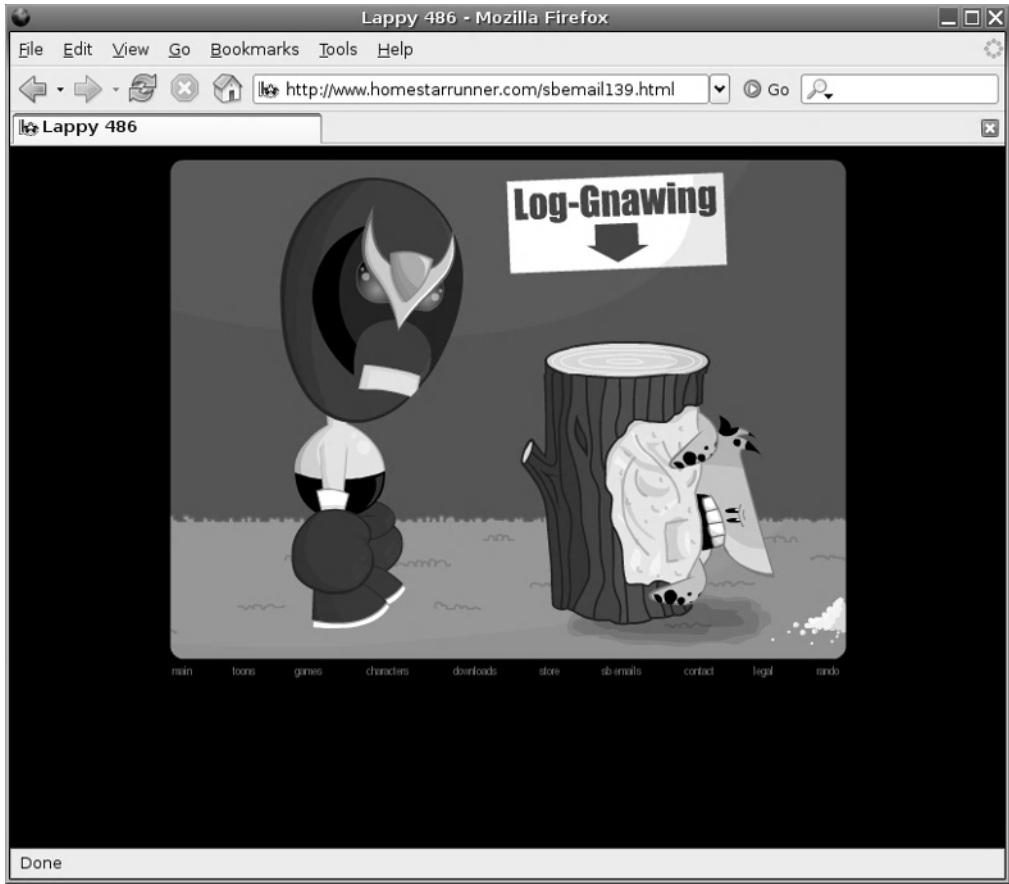 Lappy 486 - Mozilla Firefox
File Edit View Go Bookmarks Tools Help
http://www.homestarrunner.com/sbemail139.html Go
Lappy 486
Log-Gnawing
main toons games characters downloads store sb emails contact legal rando
Done